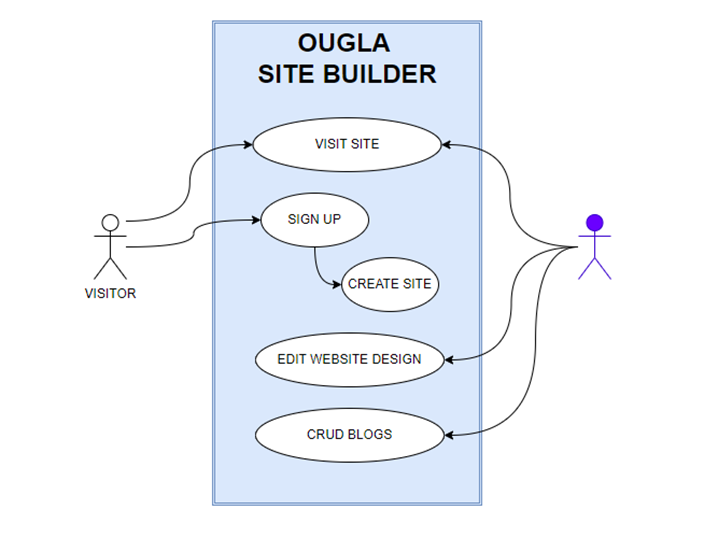 OUGLA
SITE BUILDER
VISIT SITE
SIGN UP
CREATE SITE
VISITOR
EDIT WEBSITE DESIGN
CRUD BLOGS